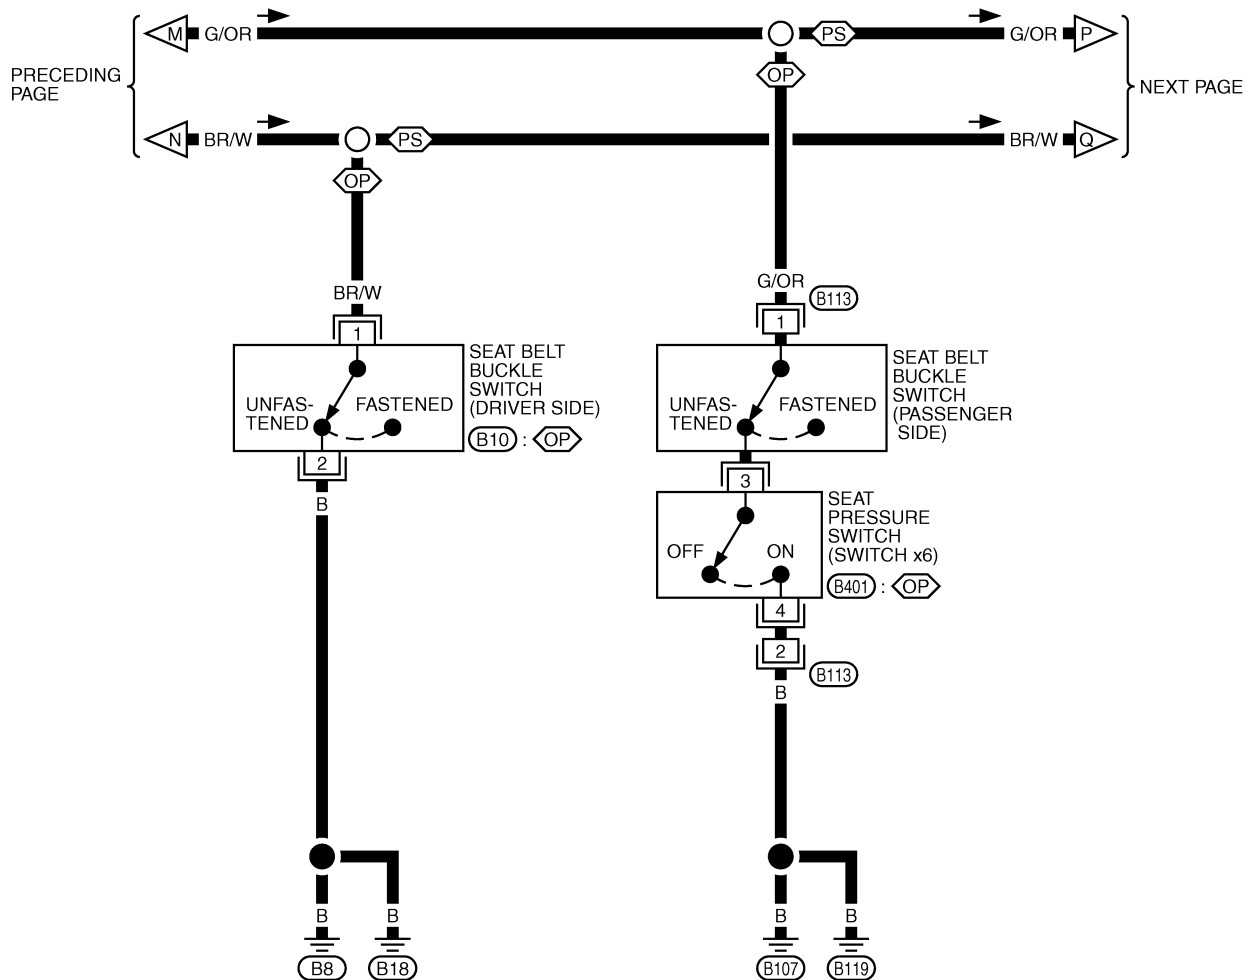 M G/OR PS G/OR P
OP
PRECEDING
PAGE
NEXT PAGE
N BR/W PS BR/W Q
OP
BR/W
G/OR
B113
1
1
SEAT BELT
BUCKLE
SWITCH
(DRIVER SIDE)
B10 : OP
UNFAS-
TENED
FASTENED
2
B
SEAT BELT
BUCKLE
SWITCH
(PASSENGER
SIDE)
UNFAS-
TENED
FASTENED
3
SEAT
PRESSURE
SWITCH
(SWITCH x6)
B401 : OP
OFF ON
4
2
B113
B
B B B B
B8 B18 B107 B119